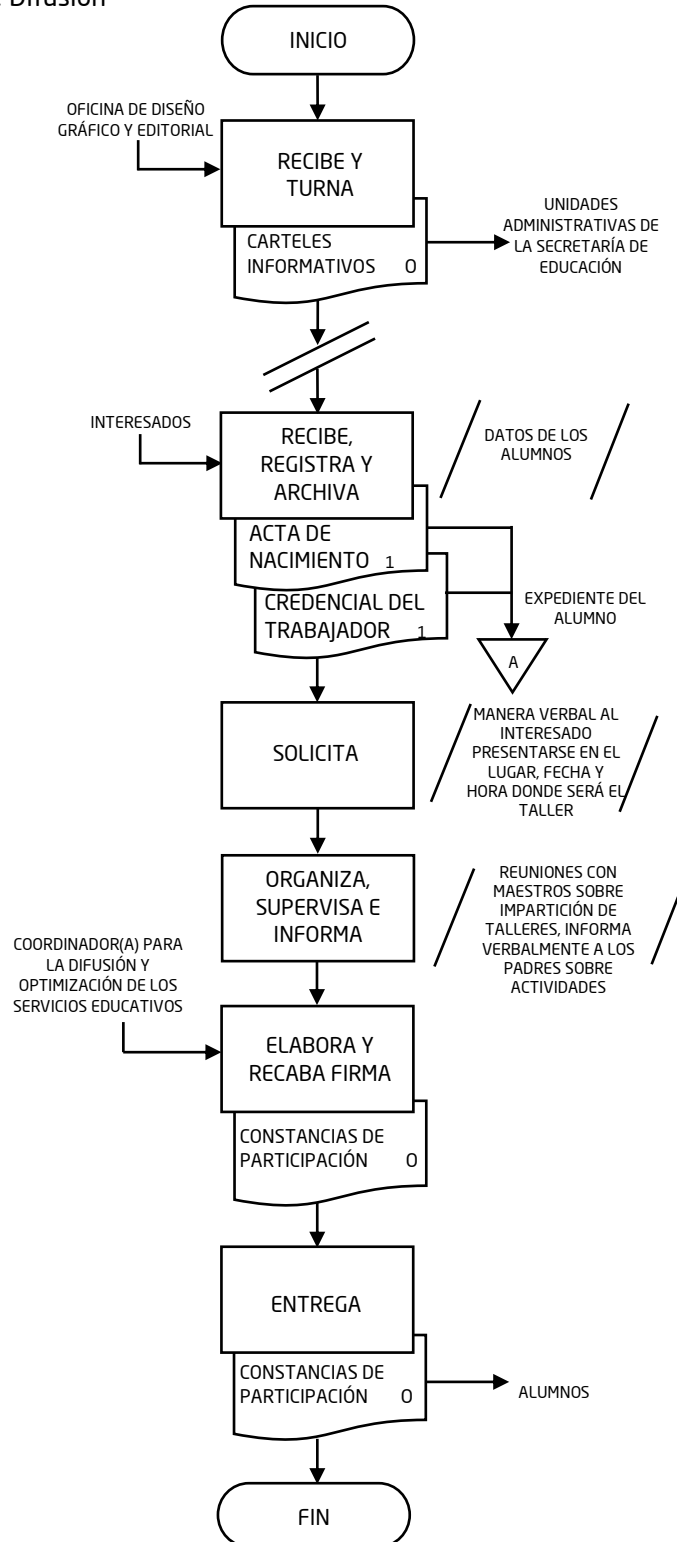 Difusión
INICIO
OFICINA DE DISEÑO
GRÁFICO Y EDITORIAL
RECIBE Y
TURNA
CARTELES
INFORMATIVOS 0
UNIDADES
ADMINISTRATIVAS DE
LA SECRETARÍA DE
EDUCACIÓN
INTERESADOS
RECIBE,
REGISTRA Y
ARCHIVA
DATOS DE LOS
ALUMNOS
ACTA DE
NACIMIENTO 1
CREDENCIAL DEL
TRABAJADOR 1
EXPEDIENTE DEL
ALUMNO
A
SOLICITA
MANERA VERBAL AL
INTERESADO
PRESENTARSE EN EL
LUGAR, FECHA Y
HORA DONDE SERÁ EL
TALLER
ORGANIZA,
SUPERVISA E
INFORMA
REUNIONES CON
MAESTROS SOBRE
IMPARTICIÓN DE
TALLERES, INFORMA
VERBALMENTE A LOS
PADRES SOBRE
ACTIVIDADES
COORDINADOR(A) PARA
LA DIFUSIÓN Y
OPTIMIZACIÓN DE LOS
SERVICIOS EDUCATIVOS
ELABORA Y
RECABA FIRMA
CONSTANCIAS DE
PARTICIPACIÓN 0
ENTREGA
CONSTANCIAS DE
PARTICIPACIÓN 0
ALUMNOS
FIN